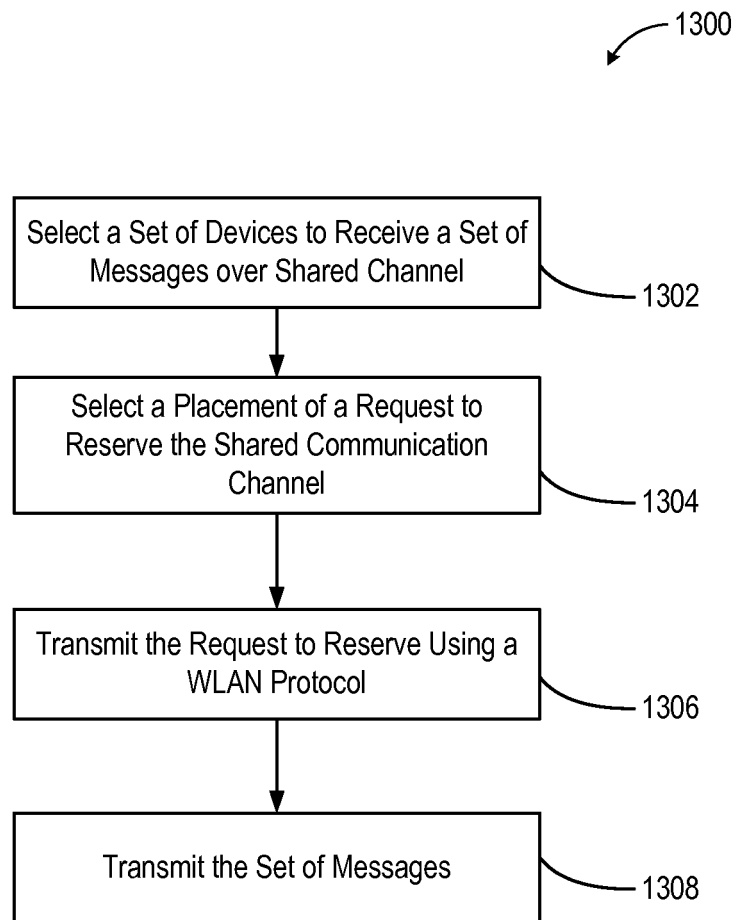 1300
Select a Set of Devices to Receive a Set of
Messages over Shared Channel
1302
Select a Placement of a Request to
Reserve the Shared Communication
Channel
1304
Transmit the Request to Reserve Using a
WLAN Protocol
1306
Transmit the Set of Messages
1308